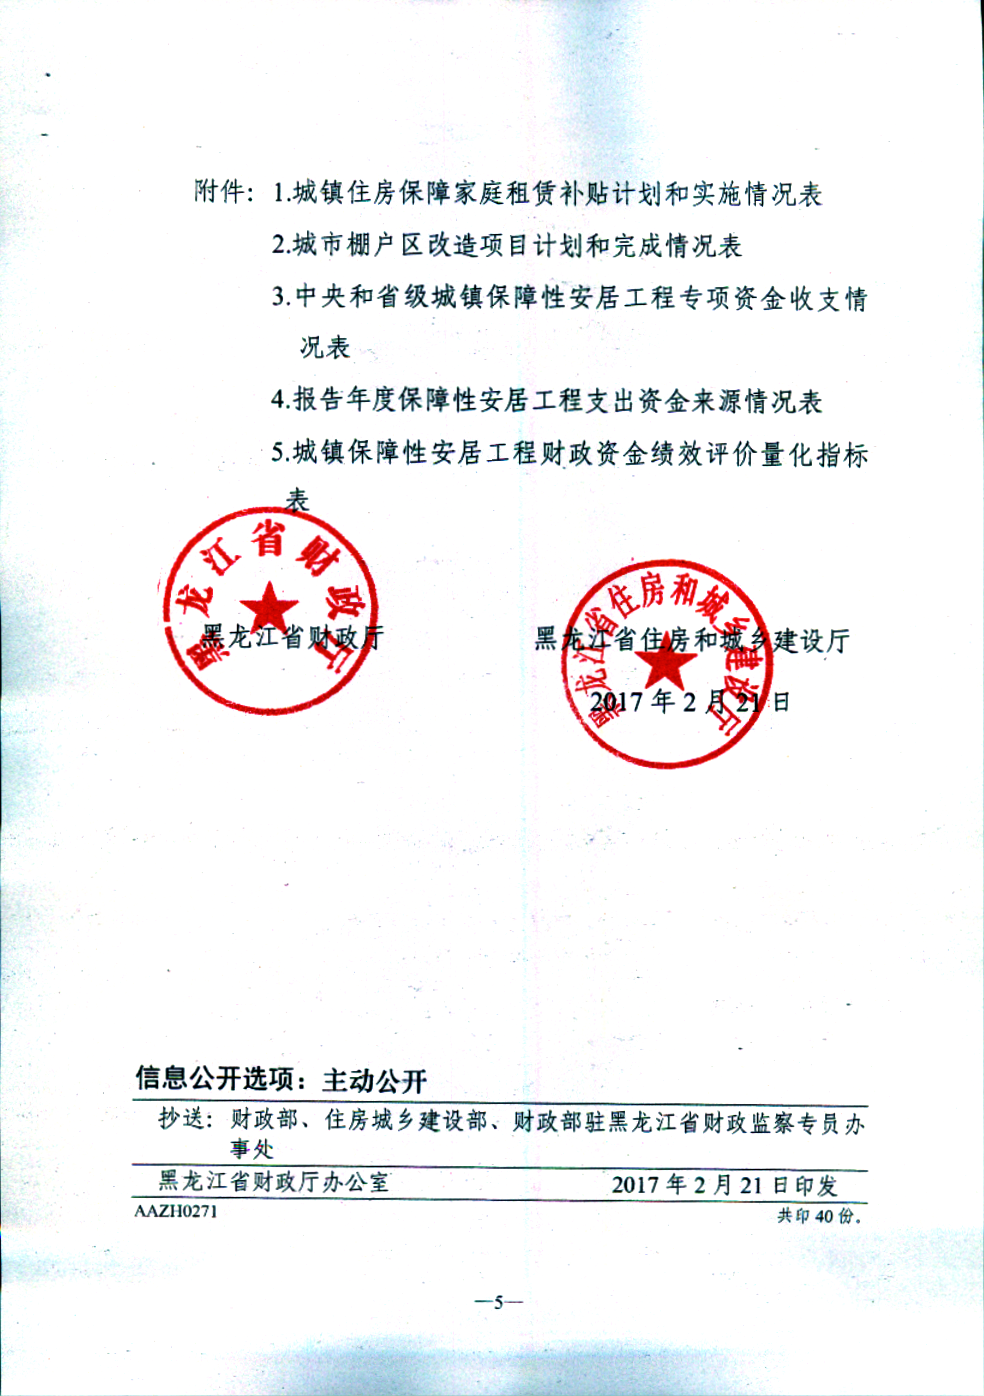 附件：1.城镇住房保障家庭租赁补贴计划和实施情况表
2.城市棚户区改造项目计划和完成情况表
3.中央和省级城镇保障性安居工程专项资金收支情
况表
4.报告年度保障性安居工程支出资金来源情况表
5.城镇保障性安居工程财政资金绩效评价量化指标
表
黑龙江省财政厅
黑龙江省财政厅
黑龙江省住房和城乡建设厅
黑龙江省住房和城乡建设厅
2017年2月21日
信息公开选项：主动公开
抄送：财政部、住房城乡建设部、财政部驻黑龙江省财政监察专员办
事处
黑龙江省财政厅办公室 2017年2月21日印发
AAZH0271 共印40份。
—5—